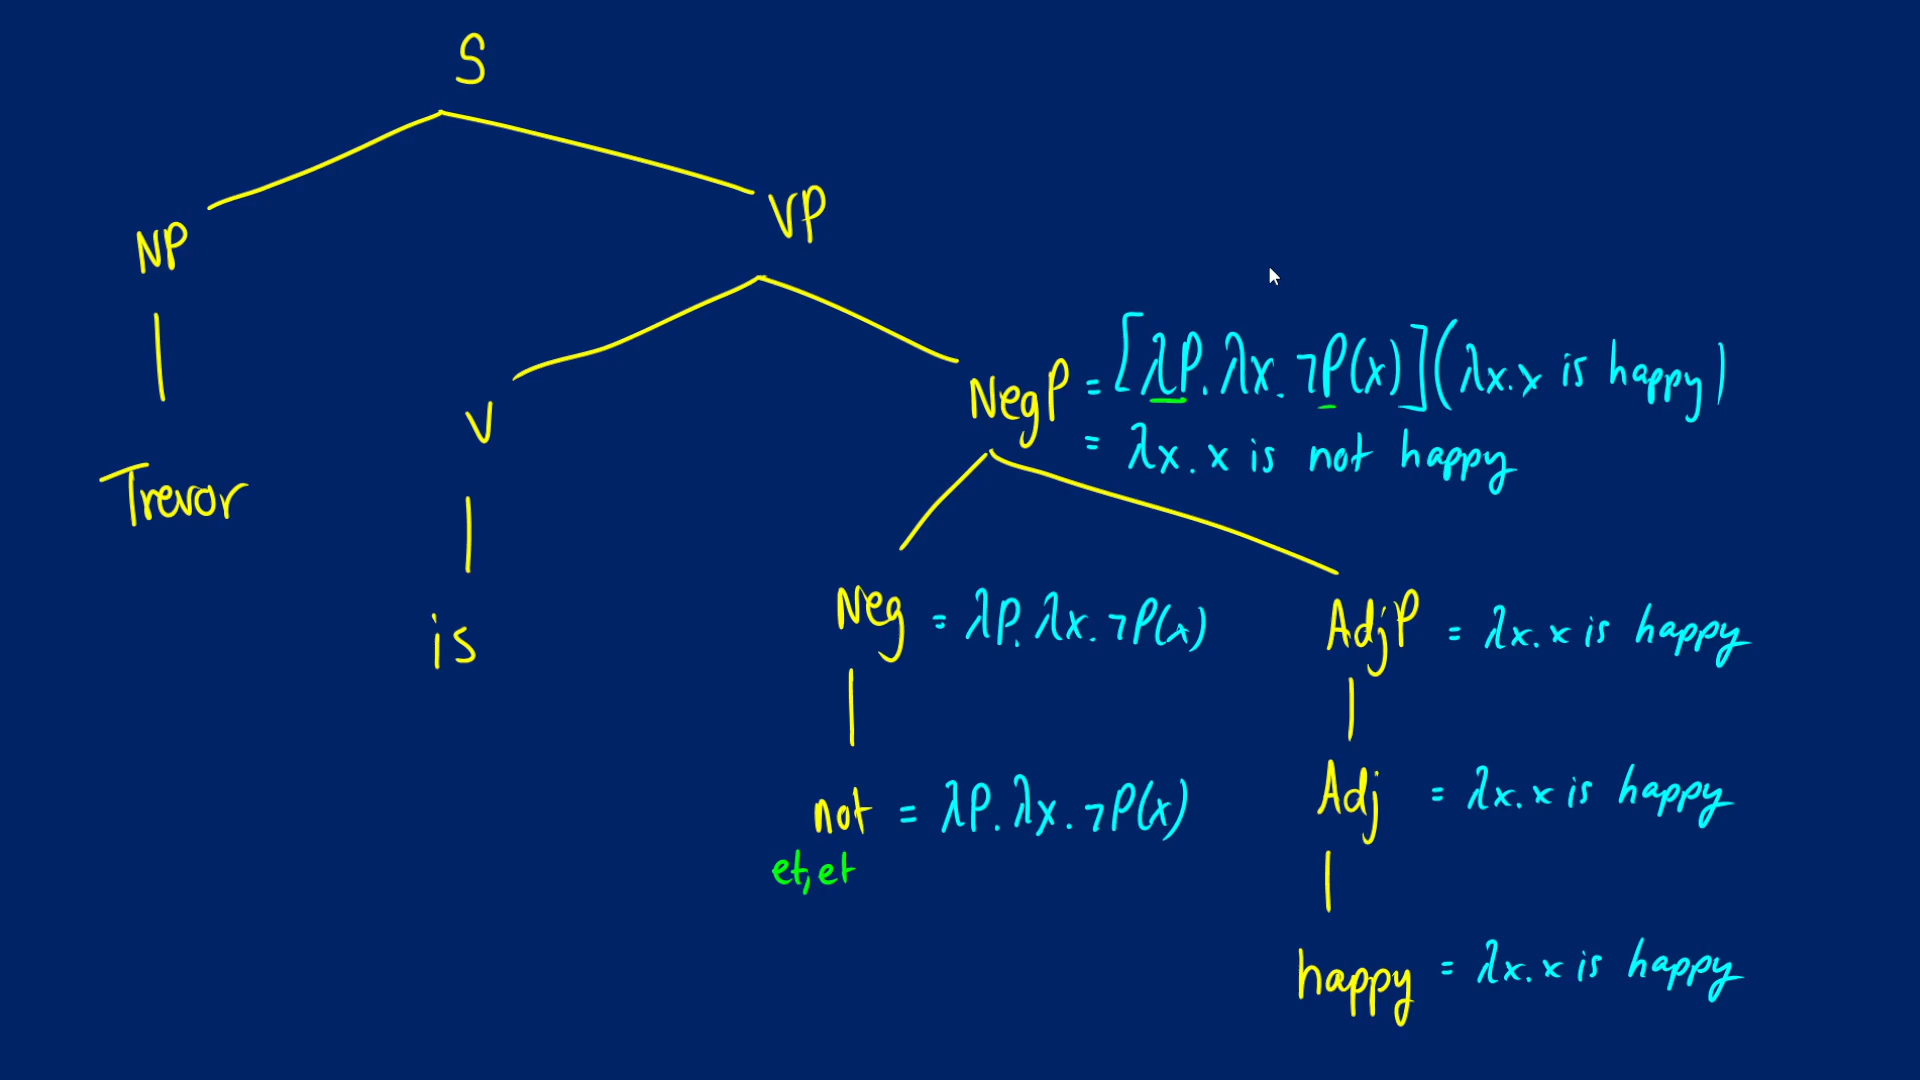 S
NP
VP
V
NegP = [λP. λx. ¬P(x)](λx. x is happy)
= λx. x is not happy
Trevor
is
Neg = λP. λx. ¬P(x)
AdjP = λx. x is happy
not = λP. λx. ¬P(x)
et, et
Adj = λx. x is happy
happy = λx. x is happy